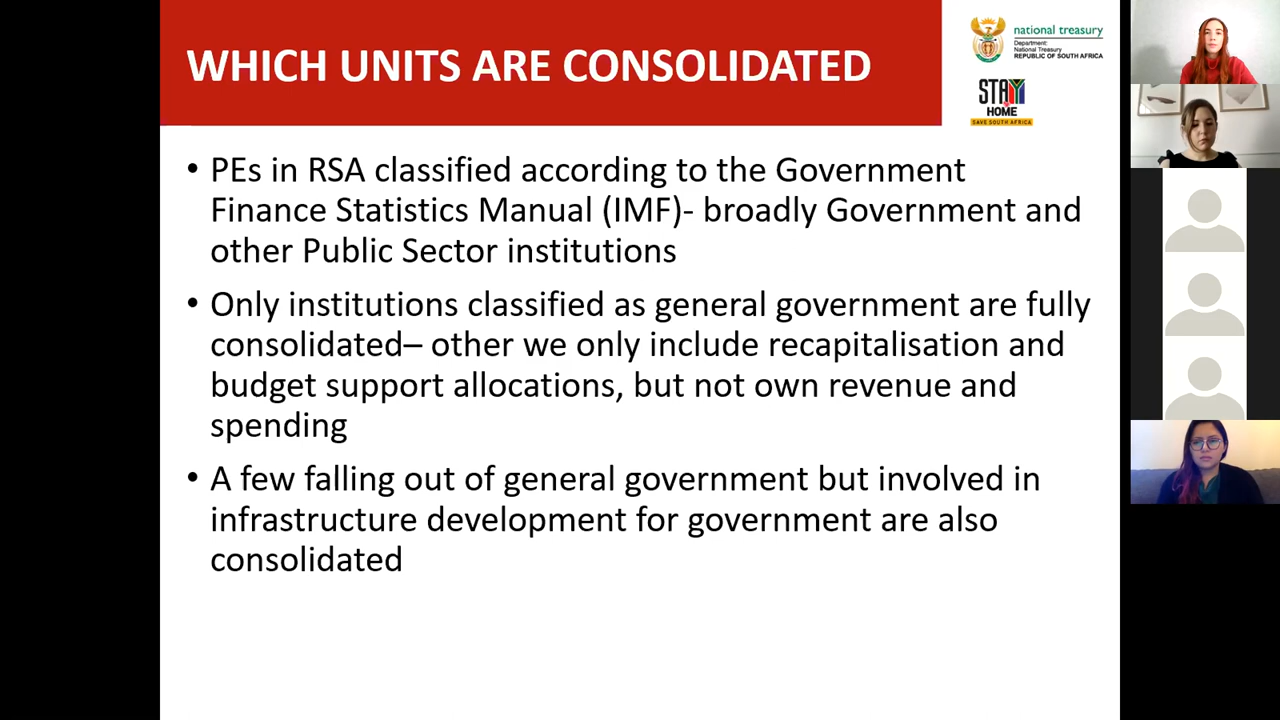 WHICH UNITS ARE CONSOLIDATED
national treasury
Department:
National Treasury
REPUBLIC OF SOUTH AFRICA
STAY
HOME
SAVE SOUTH AFRICA
• PEs in RSA classified according to the Government
Finance Statistics Manual (IMF)- broadly Government and
other Public Sector institutions
• Only institutions classified as general government are fully
consolidated– other we only include recapitalisation and
budget support allocations, but not own revenue and
spending
• A few falling out of general government but involved in
infrastructure development for government are also
consolidated